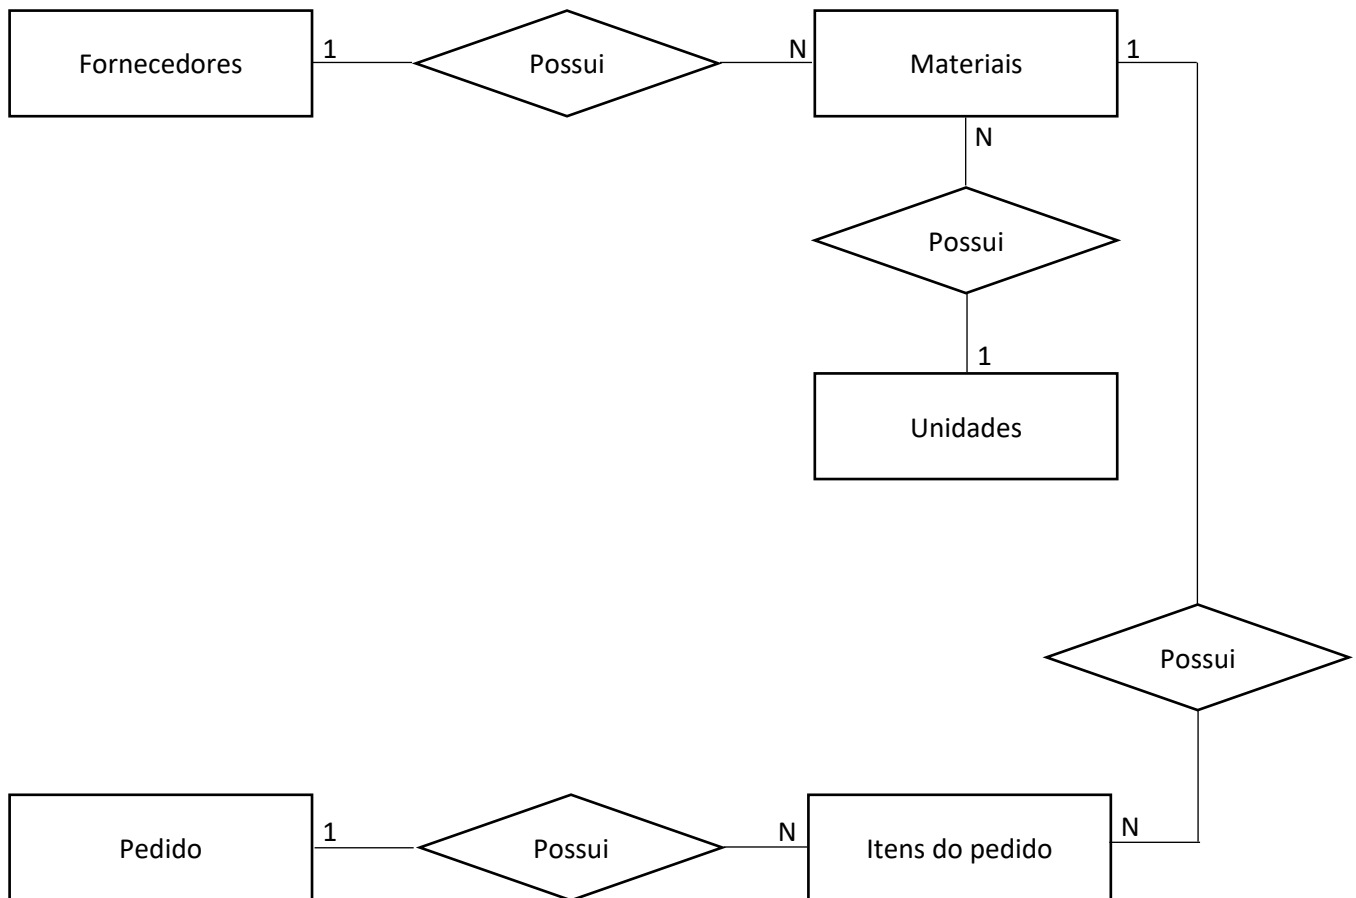 Fornecedores
1
Possui
N
Materiais
1
N
Possui
1
Unidades
Possui
Pedido
1
Possui
N
Itens do pedido
N